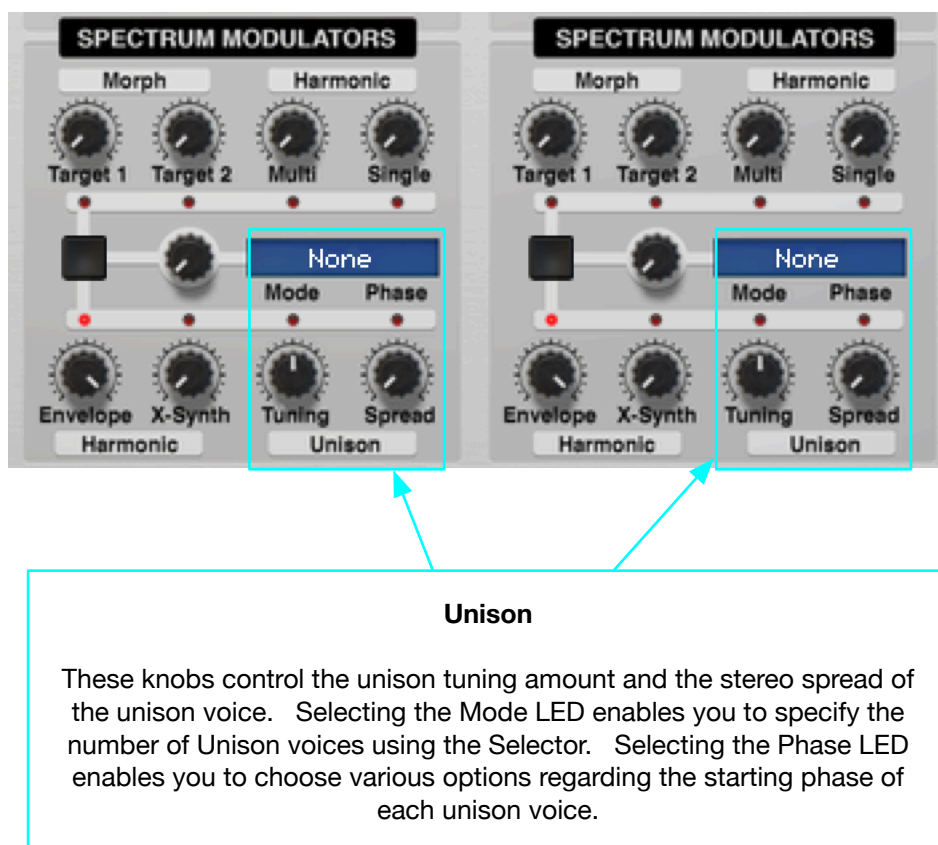 SPECTRUM MODULATORS
Morph Harmonic
Target 1 Target 2 Multi Single
None
Mode Phase
Envelope X-Synth Tuning Spread
Harmonic Unison
SPECTRUM MODULATORS
Morph Harmonic
Target 1 Target 2 Multi Single
None
Mode Phase
Envelope X-Synth Tuning Spread
Harmonic Unison
Unison
These knobs control the unison tuning amount and the stereo spread of
the unison voice. Selecting the Mode LED enables you to specify the
number of Unison voices using the Selector. Selecting the Phase LED
enables you to choose various options regarding the starting phase of
each unison voice.